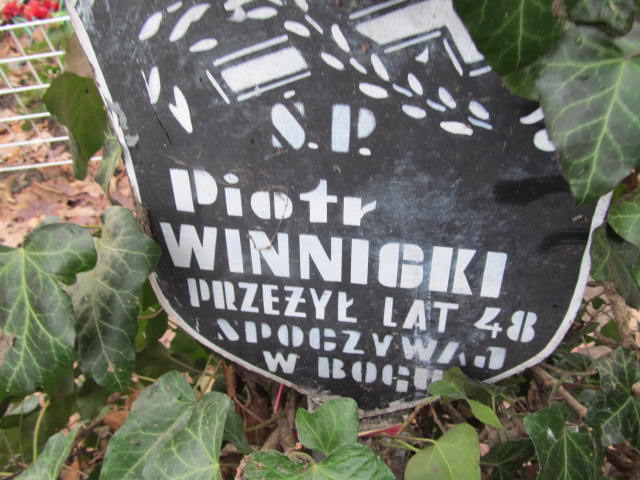 Ś.P.
Piotr
WINNICKI
PRZEŻYŁ LAT 48
SPOCZYWAJ
W BOGU